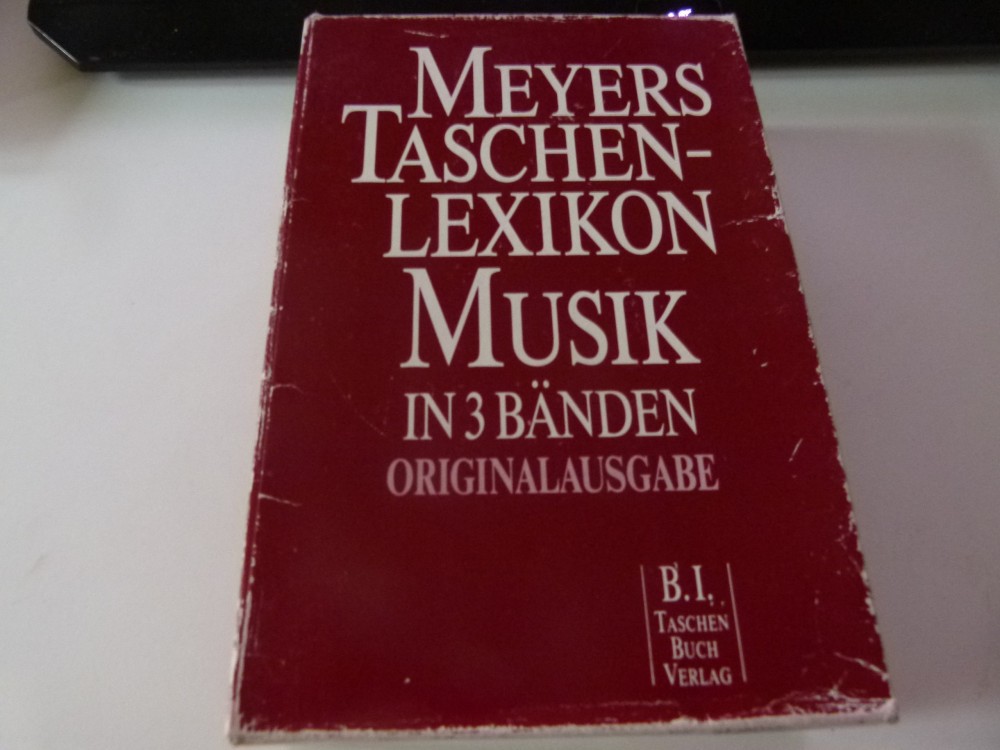 MEYERS
TASCHEN-
LEXIKON
MUSIK
IN 3 BÄNDEN
ORIGINALAUSGABE
B.I.
TASCHEN
BUCH
VERLAG